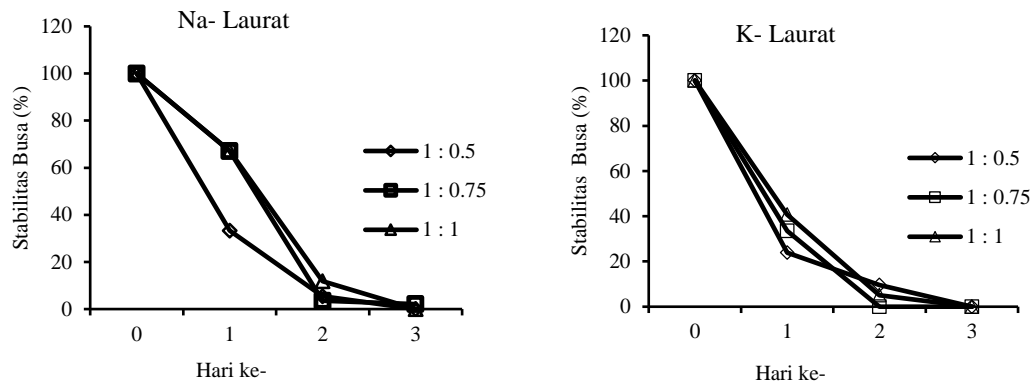 Na- Laurat
120
100
80
60
40
20
0
0 1 2 3
Stabilitas Busa (%)
Hari ke-
1 : 0.5
1 : 0.75
1 : 1
K- Laurat
120
100
80
60
40
20
0
0 1 2 3
Stabilitas Busa (%)
Hari ke-
1 : 0.5
1 : 0.75
1 : 1